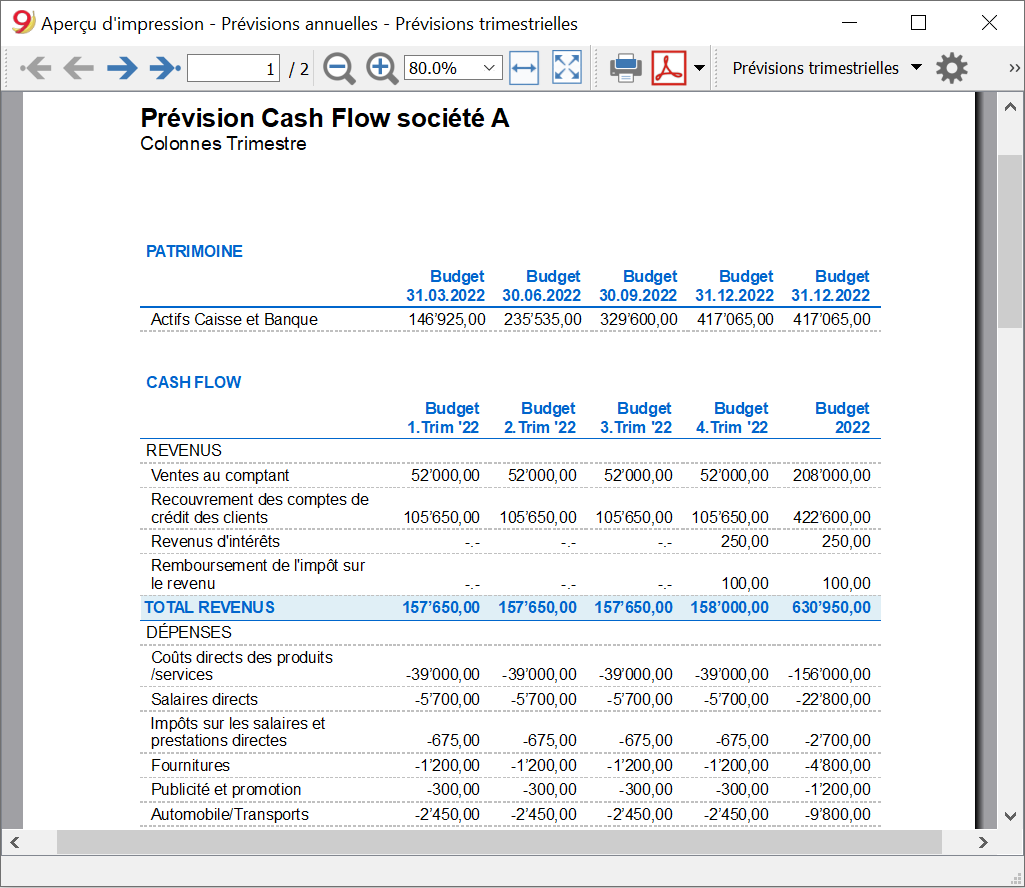 Aperçu d'impression - Prévisions annuelles - Prévisions trimestrielles
1 / 2 80.0% Prévisions trimestrielles
Prévision Cash Flow société A
Colonnes Trimestre
PATRIMOINE
Budget Budget Budget Budget Budget
31.03.2022 30.06.2022 30.09.2022 31.12.2022 31.12.2022
Actifs Caisse et Banque 146'925,00 235'535,00 329'600,00 417'065,00 417'065,00
CASH FLOW
Budget Budget Budget Budget Budget
1.Trim '22 2.Trim '22 3.Trim '22 4.Trim '22 2022
REVENUS
Ventes au comptant 52'000,00 52'000,00 52'000,00 52'000,00 208'000,00
Recouvrement des comptes de
crédit des clients 105'650,00 105'650,00 105'650,00 105'650,00 422'600,00
Revenus d'intérêts -.- -.- -.- 250,00 250,00
Remboursement de l'impôt sur
le revenu -.- -.- -.- 100,00 100,00
TOTAL REVENUS 157'650,00 157'650,00 157'650,00 158'000,00 630'950,00
DÉPENSES
Coûts directs des produits
/services -39'000,00 -39'000,00 -39'000,00 -39'000,00 -156'000,00
Salaires directs -5'700,00 -5'700,00 -5'700,00 -5'700,00 -22'800,00
Impôts sur les salaires et
prestations directes -675,00 -675,00 -675,00 -675,00 -2'700,00
Fournitures -1'200,00 -1'200,00 -1'200,00 -1'200,00 -4'800,00
Publicité et promotion -300,00 -300,00 -300,00 -300,00 -1'200,00
Automobile/Transports -2'450,00 -2'450,00 -2'450,00 -2'450,00 -9'800,00